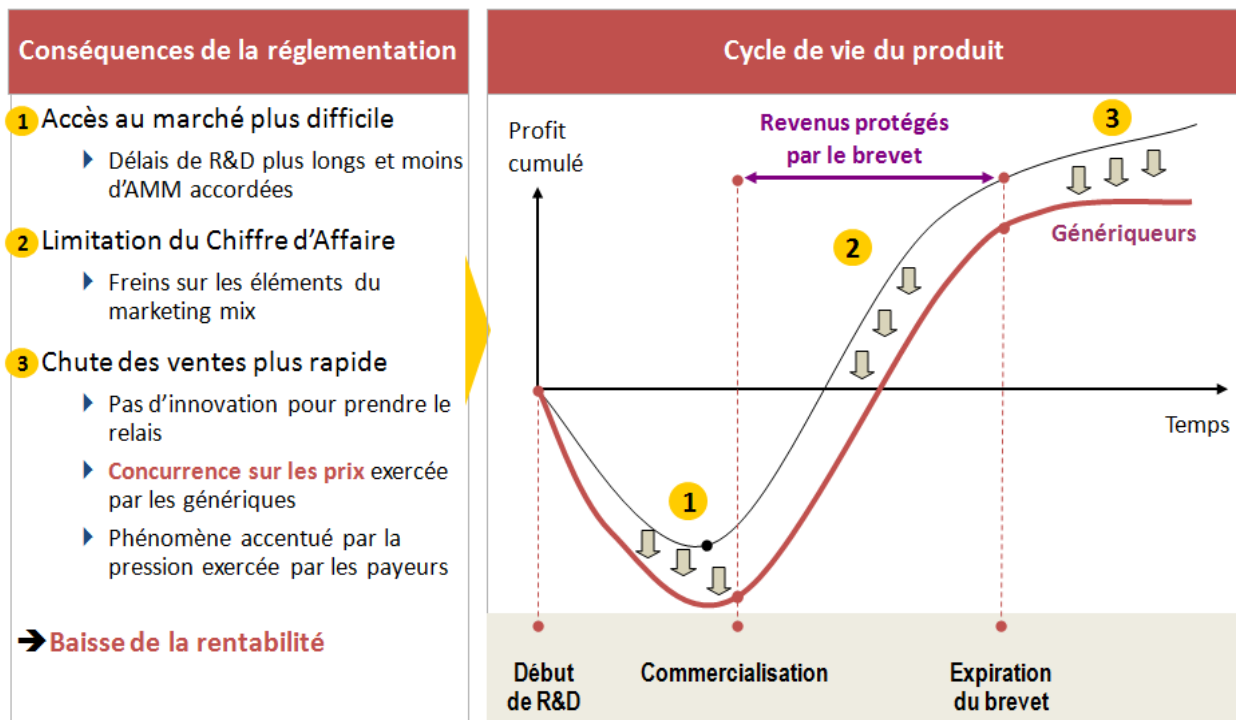 Conséquences de la réglementation
1 Accès au marché plus difficile
Délais de R&D plus longs et moins
d'AMM accordées
2 Limitation du Chiffre d'Affaire
Freins sur les éléments du
marketing mix
3 Chute des ventes plus rapide
Pas d'innovation pour prendre le
relais
Concurrence sur les prix exercée
par les génériques
Phénomène accentué par la
pression exercée par les payeurs
➔ Baisse de la rentabilité
Cycle de vie du produit
Profit
cumulé
Revenus protégés
par le brevet
3
2
Génériqueurs
Temps
1
Début
de R&D
Commercialisation
Expiration
du brevet